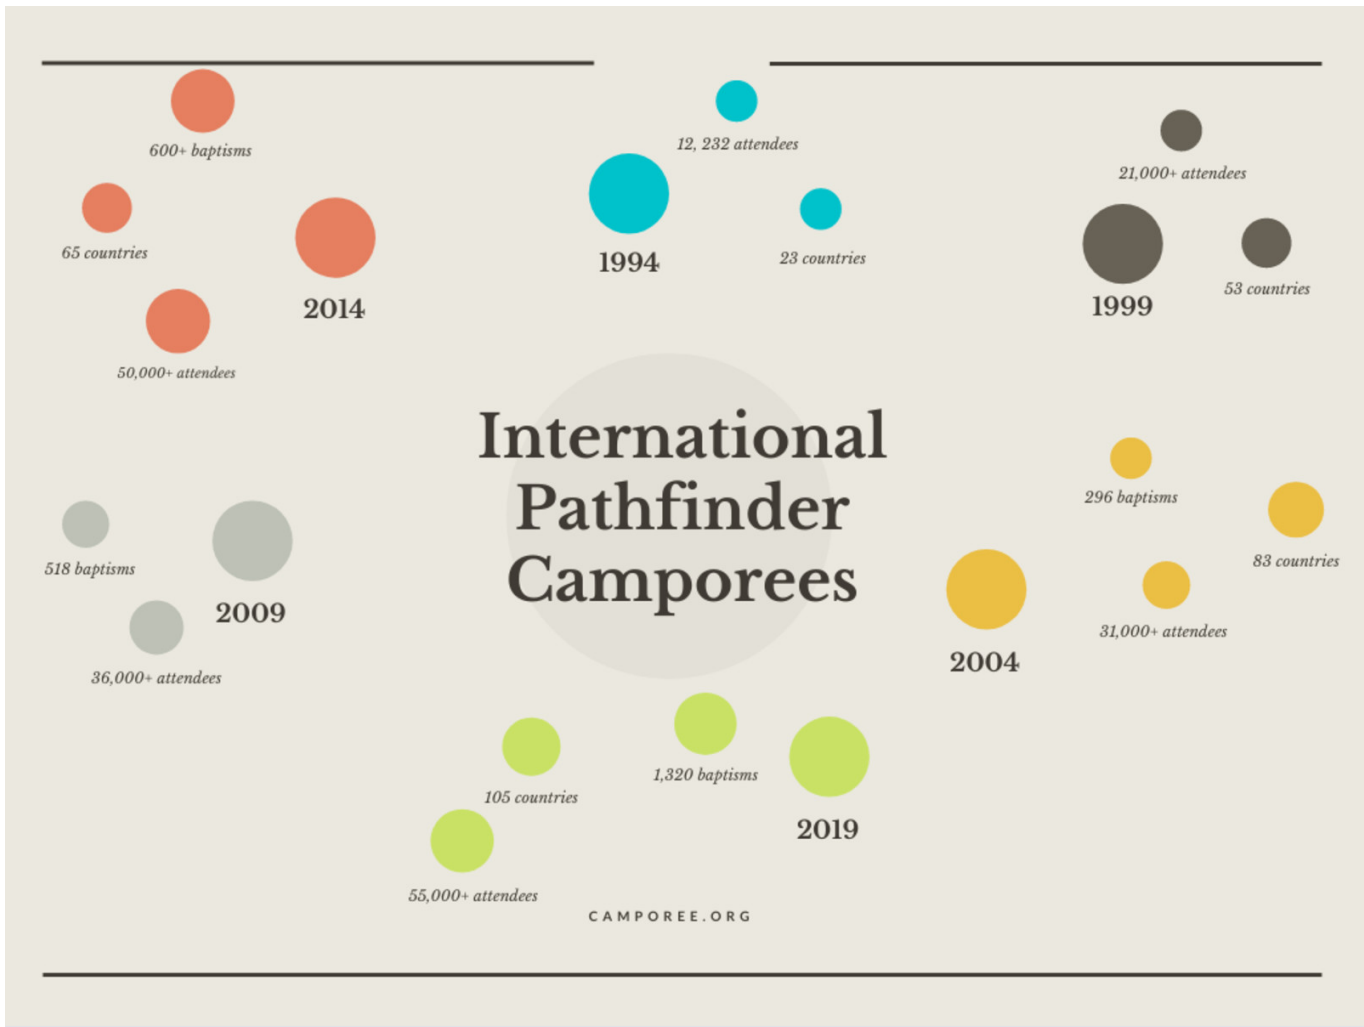 600+ baptisms
65 countries
2014
50,000+ attendees
12, 232 attendees
1994
23 countries
21,000+ attendees
53 countries
1999
International
Pathfinder
Camporees
518 baptisms
2009
36,000+ attendees
296 baptisms
83 countries
31,000+ attendees
2004
1,320 baptisms
105 countries
2019
55,000+ attendees
CAMPOREE.ORG